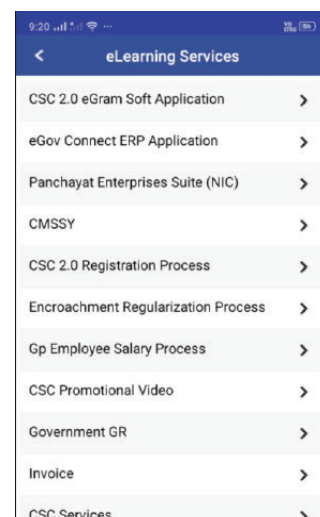 9:20
eLearning Services
CSC 2.0 eGram Soft Application
eGov Connect ERP Application
Panchayat Enterprises Suite (NIC)
CMSSY
CSC 2.0 Registration Process
Encroachment Regularization Process
Gp Employee Salary Process
CSC Promotional Video
Government GR
Invoice
CSC Services